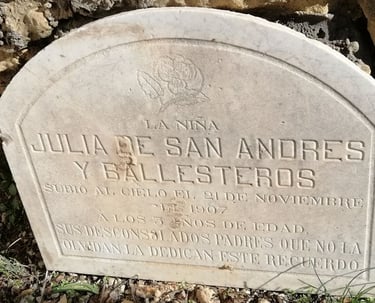 LA NIÑA
JULIA DE SAN ANDRES
Y BALLESTEROS
SUBIO AL CIELO EL 21 DE NOVIEMBRE
DE 1907
A LOS 3 AÑOS DE EDAD.
SUS DESCONSOLADOS PADRES QUE NO LA
OLVIDAN LA DEDICAN ESTE RECUERDO